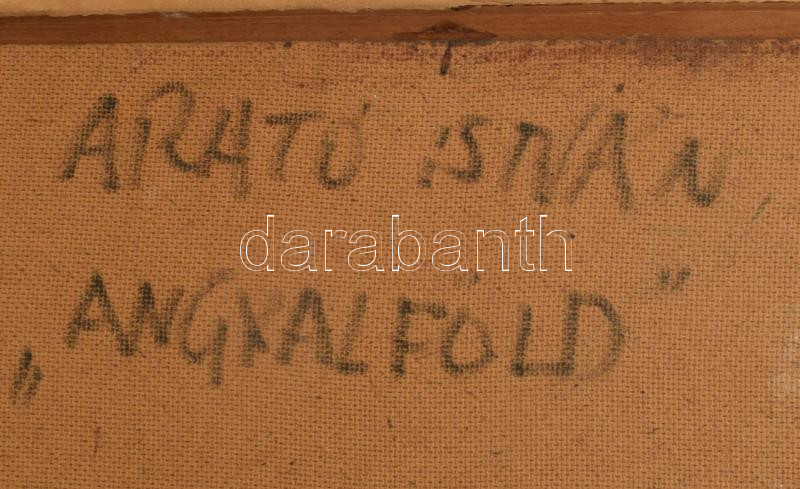 ARATÓ ISTVÁN
darabanth
„ANGYALFÖLD”